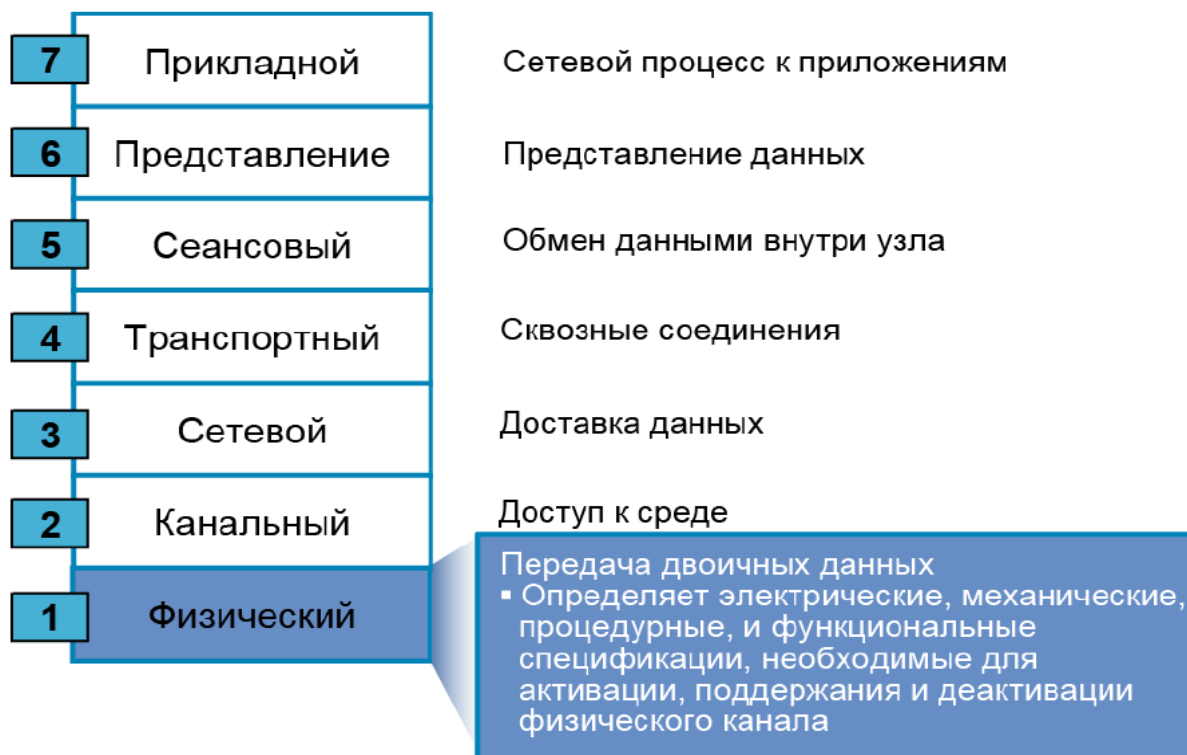 7 Прикладной Сетевой процесс к приложениям
6 Представление Представление данных
5 Сеансовый Обмен данными внутри узла
4 Транспортный Сквозные соединения
3 Сетевой Доставка данных
2 Канальный Доступ к среде
1 Физический
Передача двоичных данных
▪ Определяет электрические, механические,
процедурные, и функциональные
спецификации, необходимые для
активации, поддержания и деактивации
физического канала